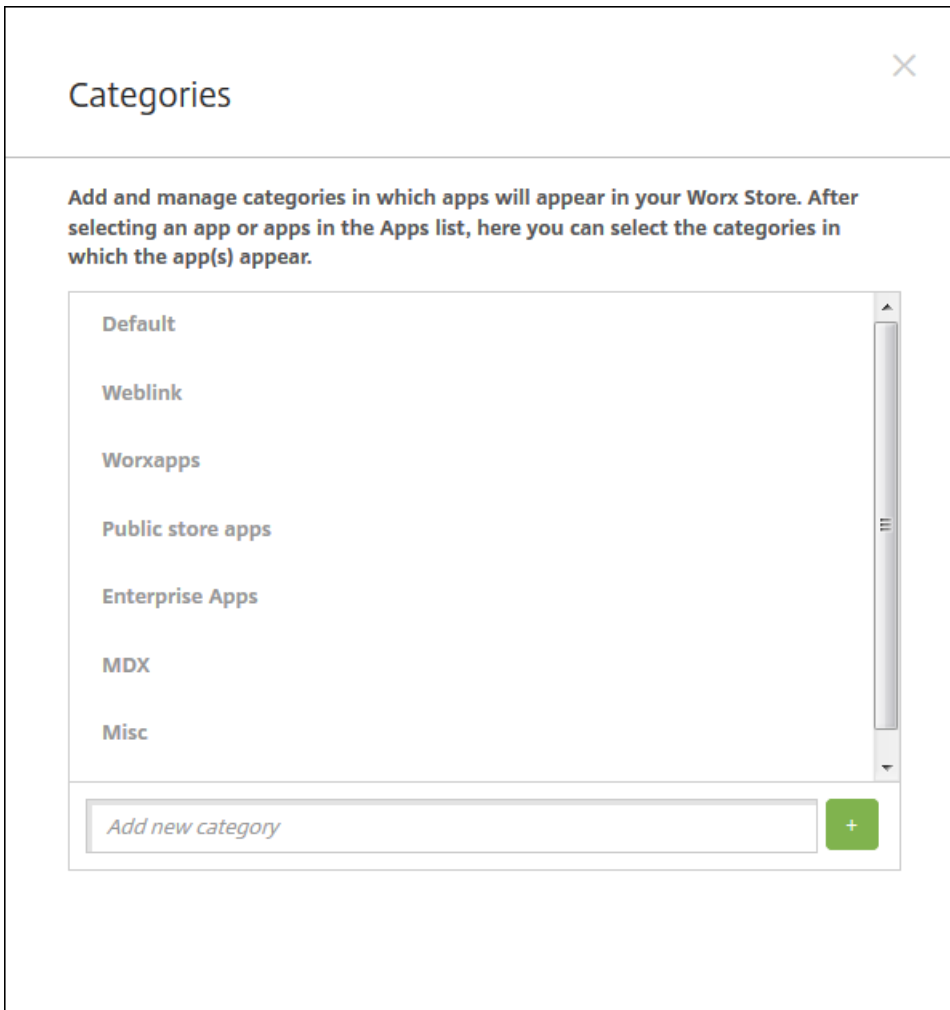 Categories
Add and manage categories in which apps will appear in your Worx Store. After
selecting an app or apps in the Apps list, here you can select the categories in
which the app(s) appear.
Default
Weblink
Worxapps
Public store apps
Enterprise Apps
MDX
Misc
Add new category
+